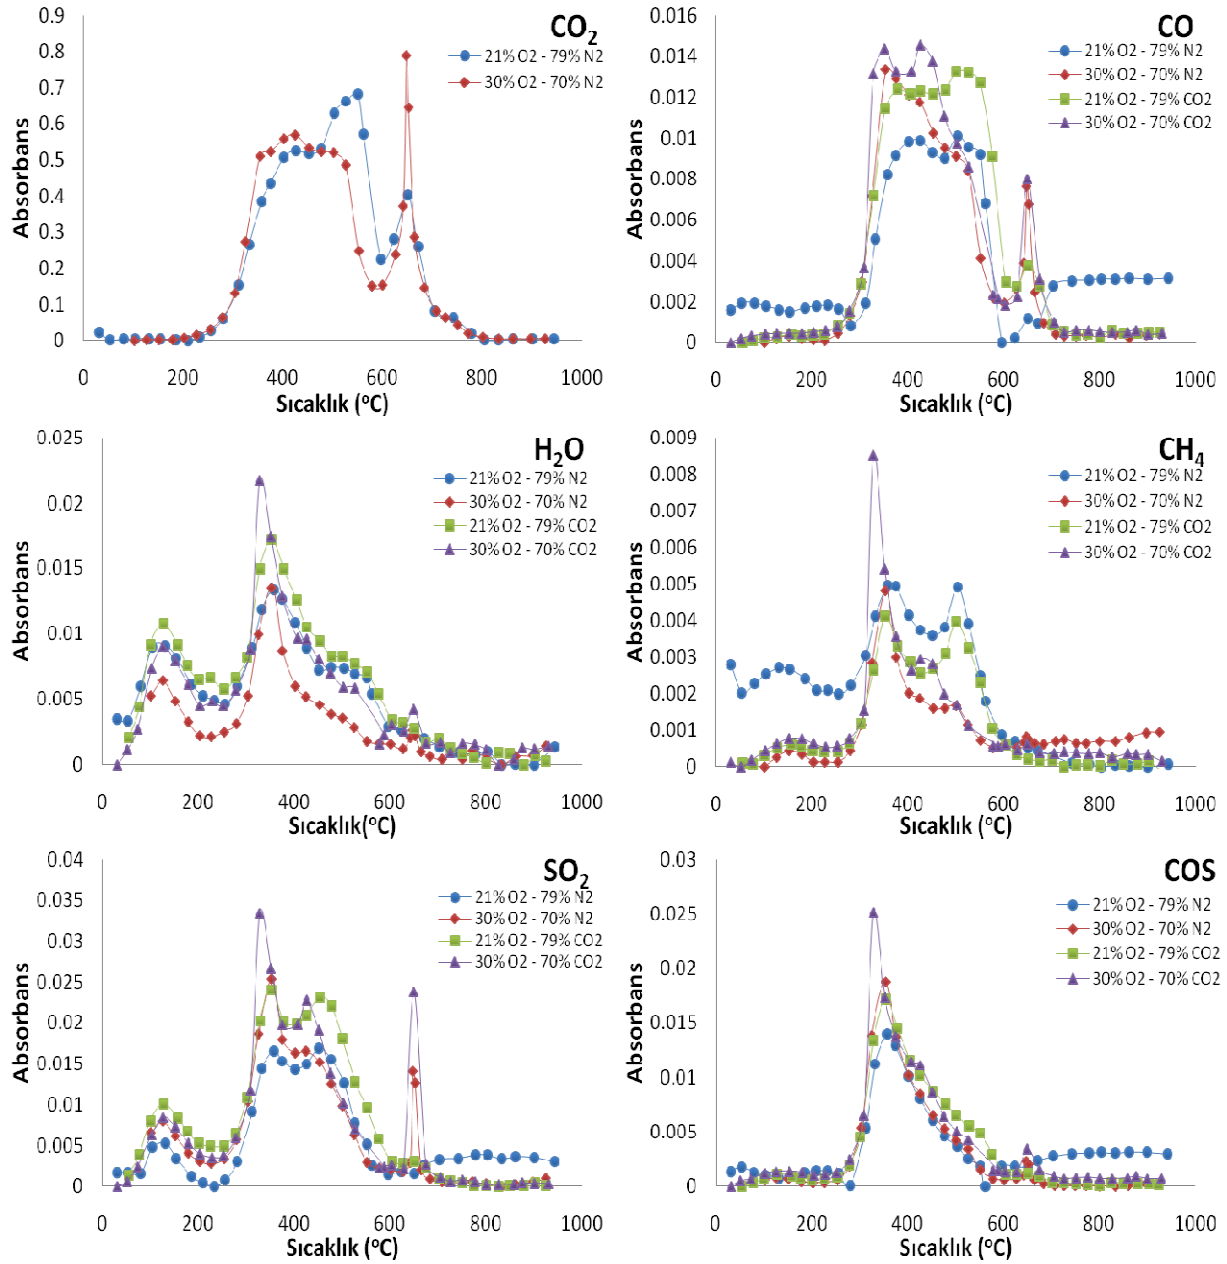 CO2
21% O2 - 79% N2
30% O2 - 70% N2
Absorbans
0.9
0.8
0.7
0.6
0.5
0.4
0.3
0.2
0.1
0
0 200 400 600 800 1000
Sıcaklık (°C)
CO
21% O2 - 79% N2
30% O2 - 70% N2
21% O2 - 79% CO2
30% O2 - 70% CO2
Absorbans
0.016
0.014
0.012
0.01
0.008
0.006
0.004
0.002
0
0 200 400 600 800 1000
Sıcaklık (°C)
H2O
21% O2 - 79% N2
30% O2 - 70% N2
21% O2 - 79% CO2
30% O2 - 70% CO2
Absorbans
0.025
0.02
0.015
0.01
0.005
0
0 200 400 600 800 1000
Sıcaklık(°C)
CH4
21% O2 - 79% N2
30% O2 - 70% N2
21% O2 - 79% CO2
30% O2 - 70% CO2
Absorbans
0.009
0.008
0.007
0.006
0.005
0.004
0.003
0.002
0.001
0
0 200 400 600 800 1000
Sıcaklık (°C)
SO2
21% O2 - 79% N2
30% O2 - 70% N2
21% O2 - 79% CO2
30% O2 - 70% CO2
Absorbans
0.04
0.035
0.03
0.025
0.02
0.015
0.01
0.005
0
0 200 400 600 800 1000
Sıcaklık (°C)
COS
21% O2 - 79% N2
30% O2 - 70% N2
21% O2 - 79% CO2
30% O2 - 70% CO2
Absorbans
0.03
0.025
0.02
0.015
0.01
0.005
0
0 200 400 600 800 1000
Sıcaklık (°C)